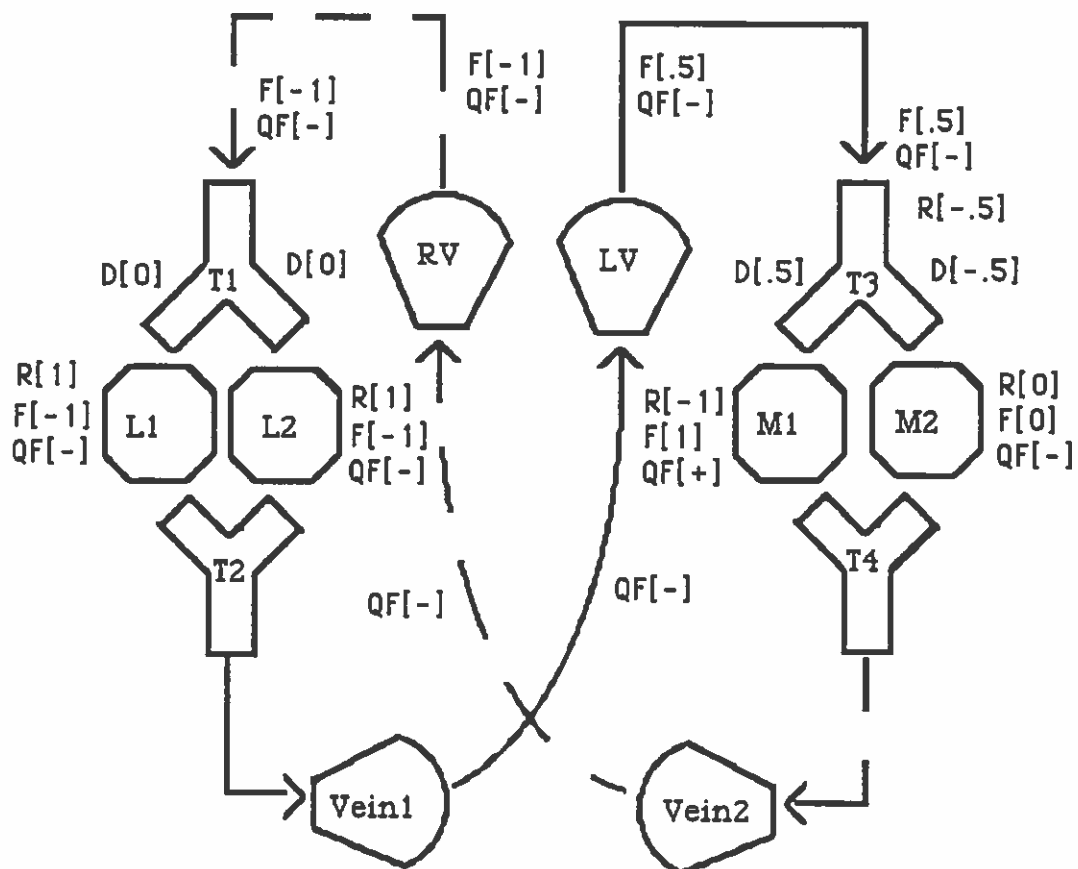 F[-1]
QF[-]
F[-1]
QF[-]
F[.5]
QF[-]
F[.5]
QF[-]
R[-.5]
D[0]
T1
D[0]
RV
LV
D[.5]
T3
D[-.5]
R[1]
F[-1]
QF[-]
L1
L2
R[1]
F[-1]
QF[-]
R[-1]
F[1]
QF[+]
M1
M2
R[0]
F[0]
QF[-]
T2
QF[-]
QF[-]
T4
Vein1
Vein2